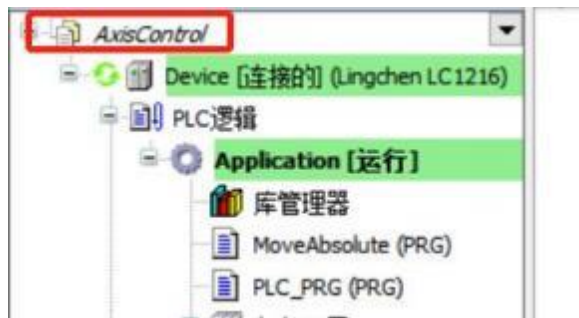 AxisControl
Device [连接的] (Lingchen LC1216)
PLC逻辑
Application [运行]
库管理器
MoveAbsolute (PRG)
PLC_PRG (PRG)